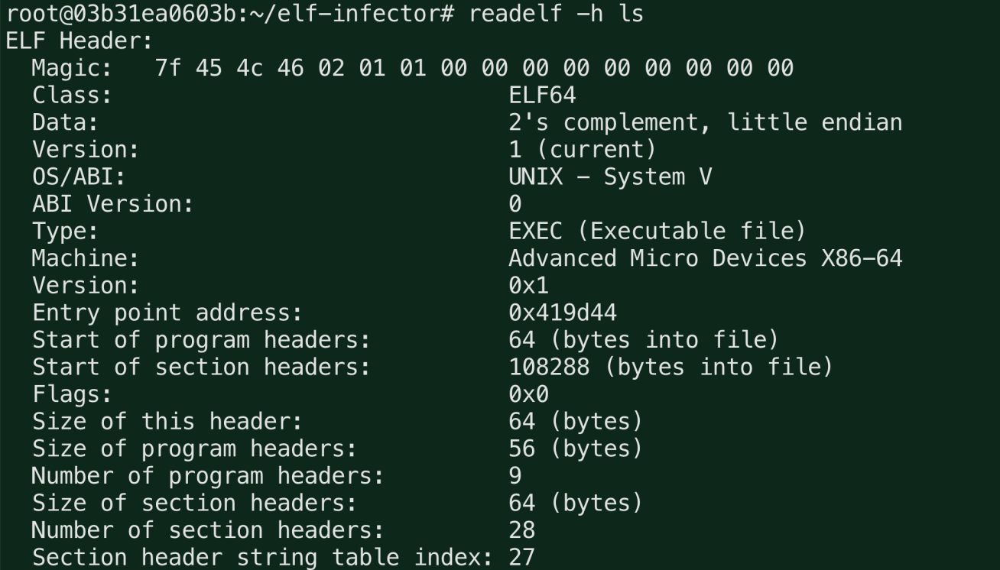 root@03b31ea0603b:~/elf-infector# readelf -h ls
ELF Header:
  Magic:   7f 45 4c 46 02 01 01 00 00 00 00 00 00 00 00 00
  Class:                             ELF64
  Data:                              2's complement, little endian
  Version:                           1 (current)
  OS/ABI:                            UNIX - System V
  ABI Version:                       0
  Type:                              EXEC (Executable file)
  Machine:                           Advanced Micro Devices X86-64
  Version:                           0x1
  Entry point address:               0x419d44
  Start of program headers:          64 (bytes into file)
  Start of section headers:          108288 (bytes into file)
  Flags:                             0x0
  Size of this header:               64 (bytes)
  Size of program headers:           56 (bytes)
  Number of program headers:         9
  Size of section headers:           64 (bytes)
  Number of section headers:         28
  Section header string table index: 27